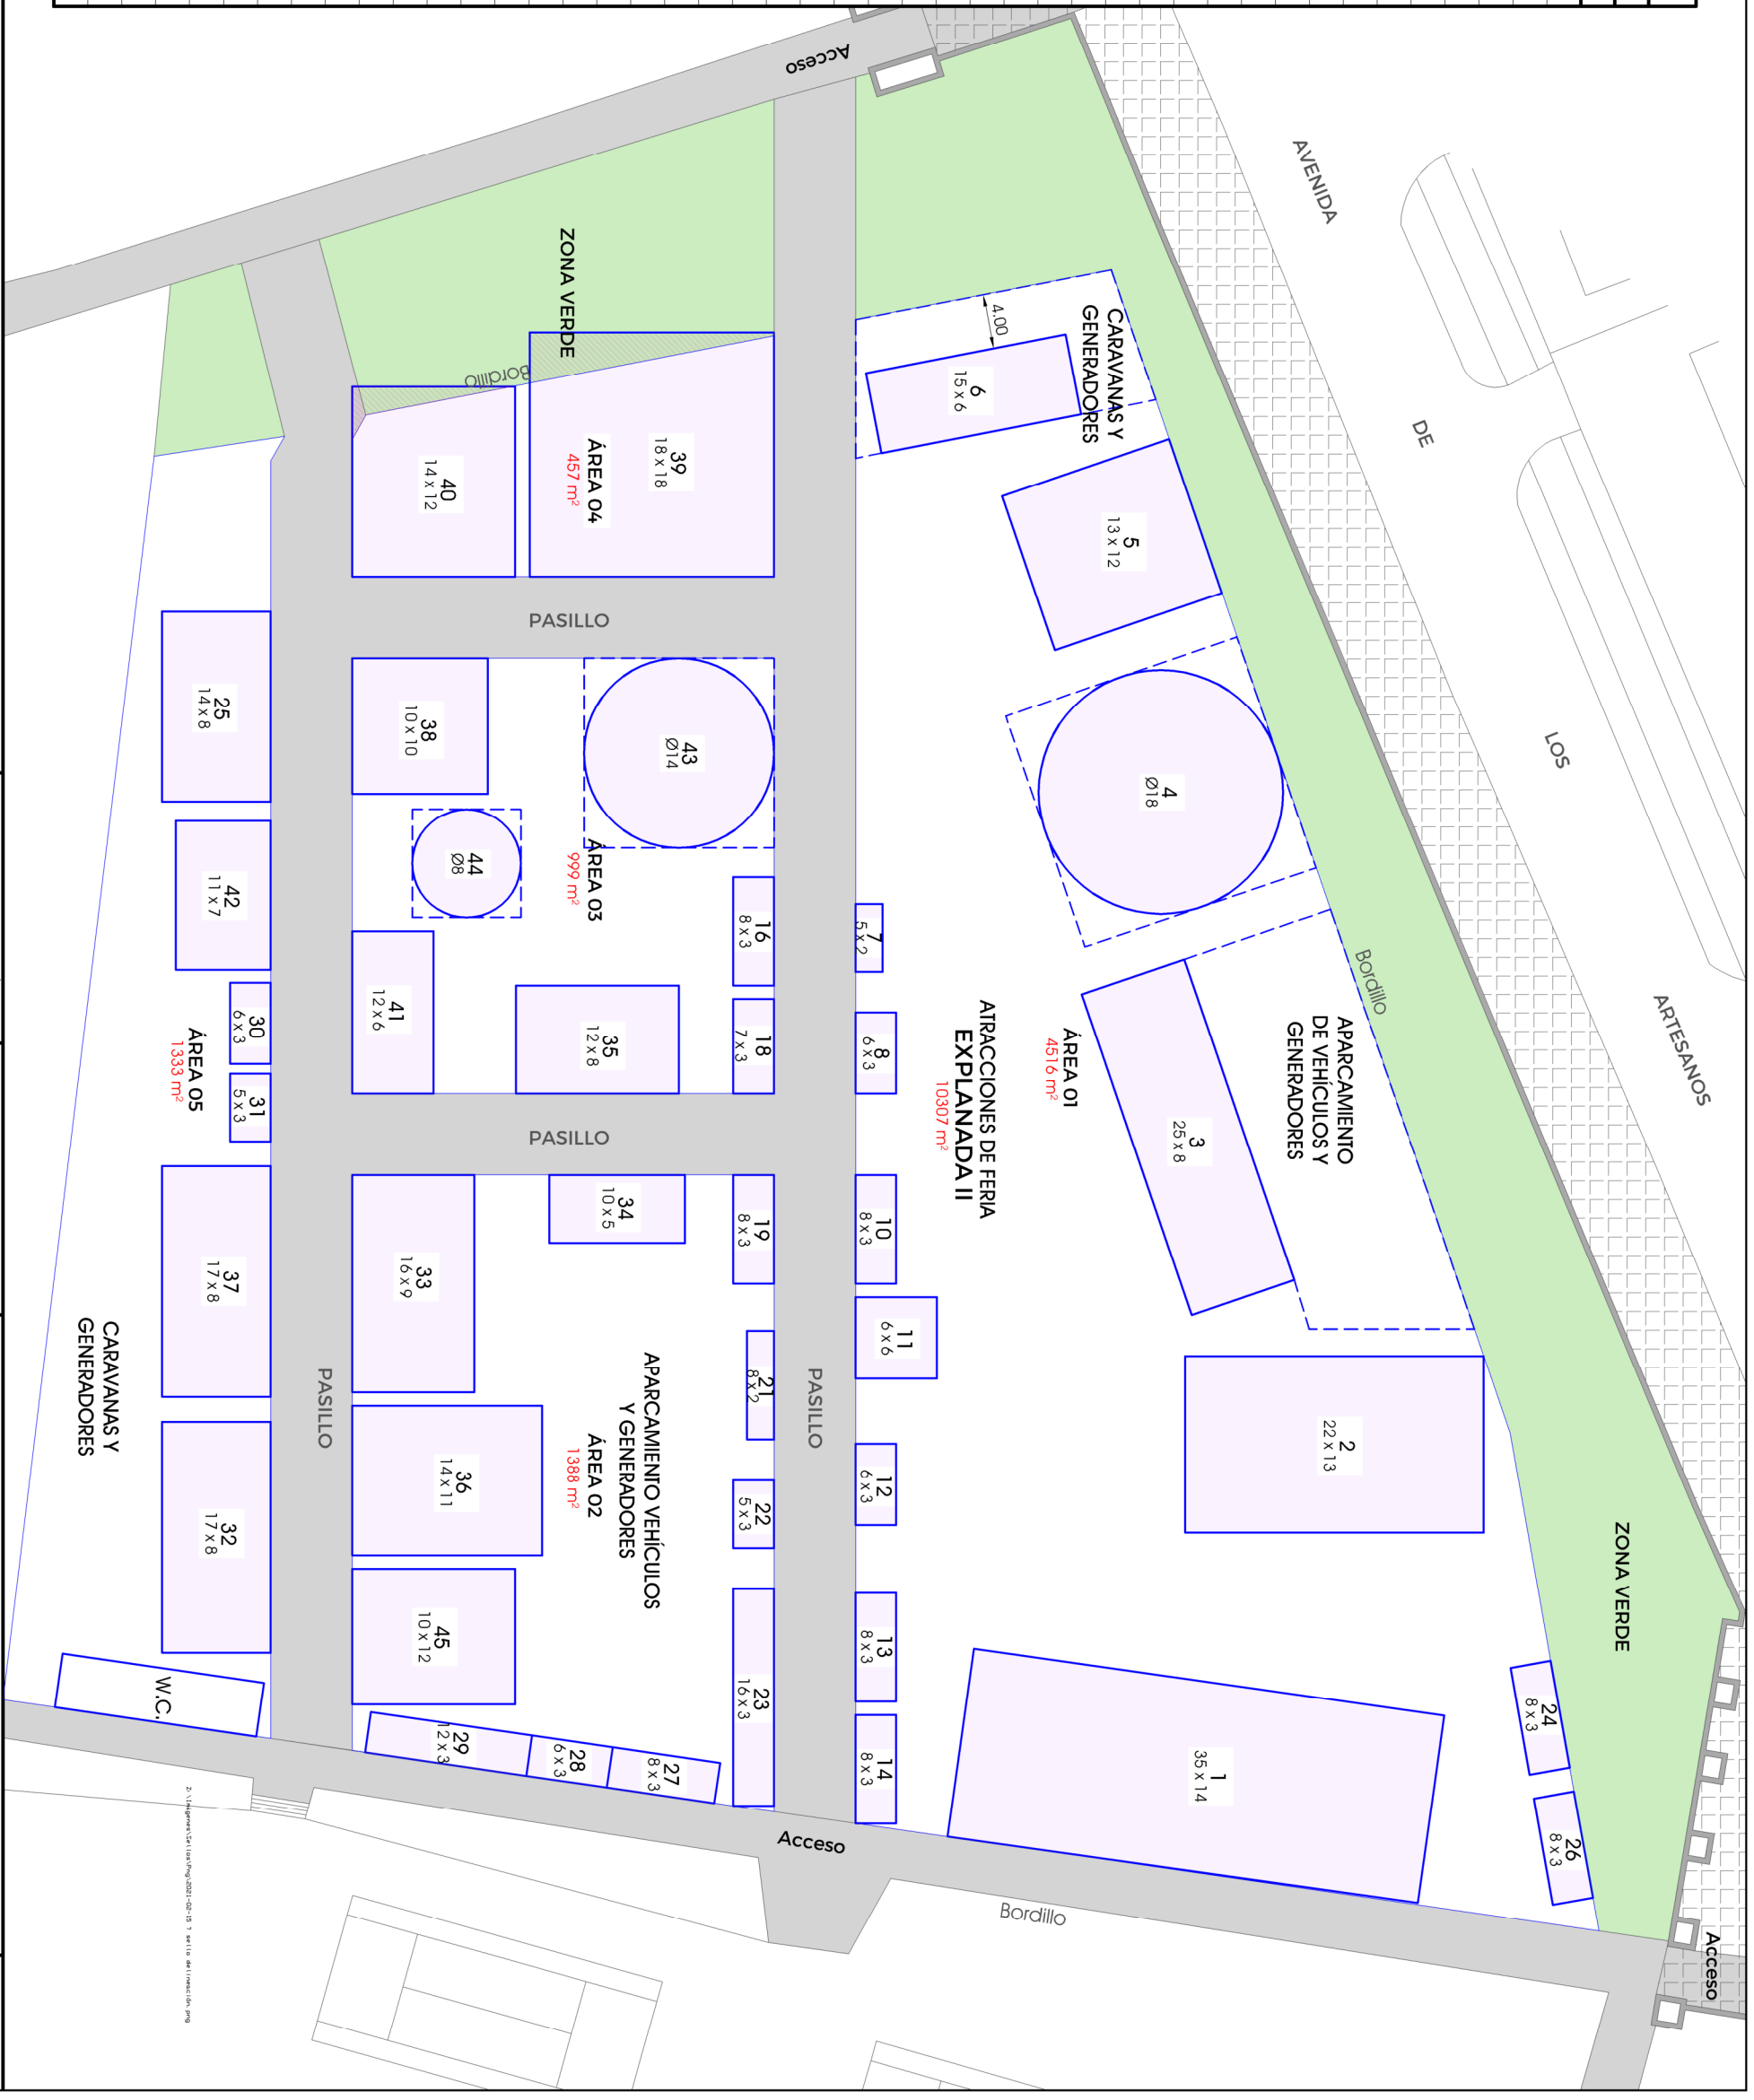 AVENIDA
DE
LOS
ARTESANOS
Acceso
ZONA VERDE
Bordillo
CARAVANAS Y
GENERADORES
4,00
6
15 x 6
5
13 x 12
4
Ø18
APARCAMIENTO
DE VEHÍCULOS Y
GENERADORES
3
25 x 8
2
22 x 13
ZONA VERDE
24
8 x 3
26
8 x 3
1
35 x 14
Acceso
Bordillo
ÁREA 01
4516 m²
ATRACCIONES DE FERIA
EXPLANADA II
10307 m²
7
5 x 2
8
6 x 3
10
8 x 3
11
6 x 6
12
6 x 3
13
8 x 3
14
8 x 3
PASILLO
Acceso
Bordillo
39
18 x 18
ÁREA 04
457 m²
40
14 x 12
PASILLO
43
Ø14
38
10 x 10
44
Ø8
ÁREA 03
999 m²
16
8 x 3
18
7 x 3
35
12 x 8
41
12 x 6
PASILLO
19
8 x 3
34
10 x 5
33
16 x 9
21
8 x 2
22
5 x 3
23
16 x 3
APARCAMIENTO VEHÍCULOS
Y GENERADORES
ÁREA 02
1388 m²
36
14 x 11
45
10 x 12
27
8 x 3
28
6 x 3
29
12 x 3
PASILLO
25
14 x 8
42
11 x 7
30
6 x 3
31
5 x 3
ÁREA 05
1333 m²
37
17 x 8
32
17 x 8
CARAVANAS Y
GENERADORES
W.C.